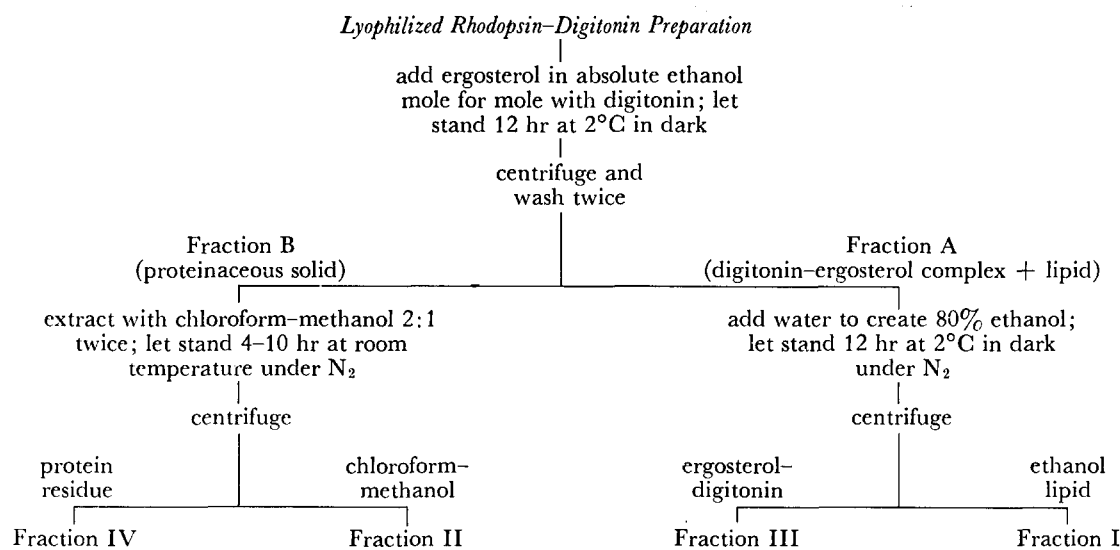 Lyophilized Rhodopsin–Digitonin Preparation
add ergosterol in absolute ethanol
mole for mole with digitonin; let
stand 12 hr at 2°C in dark
centrifuge and
wash twice
Fraction B
(proteinaceous solid)
Fraction A
(digitonin-ergosterol complex + lipid)
extract with chloroform–methanol 2:1
twice; let stand 4–10 hr at room
temperature under N₂
add water to create 80% ethanol;
let stand 12 hr at 2°C in dark
under N₂
centrifuge
centrifuge
protein
residue
chloroform–
methanol
ergosterol–
digitonin
ethanol
lipid
Fraction IV
Fraction II
Fraction III
Fraction I